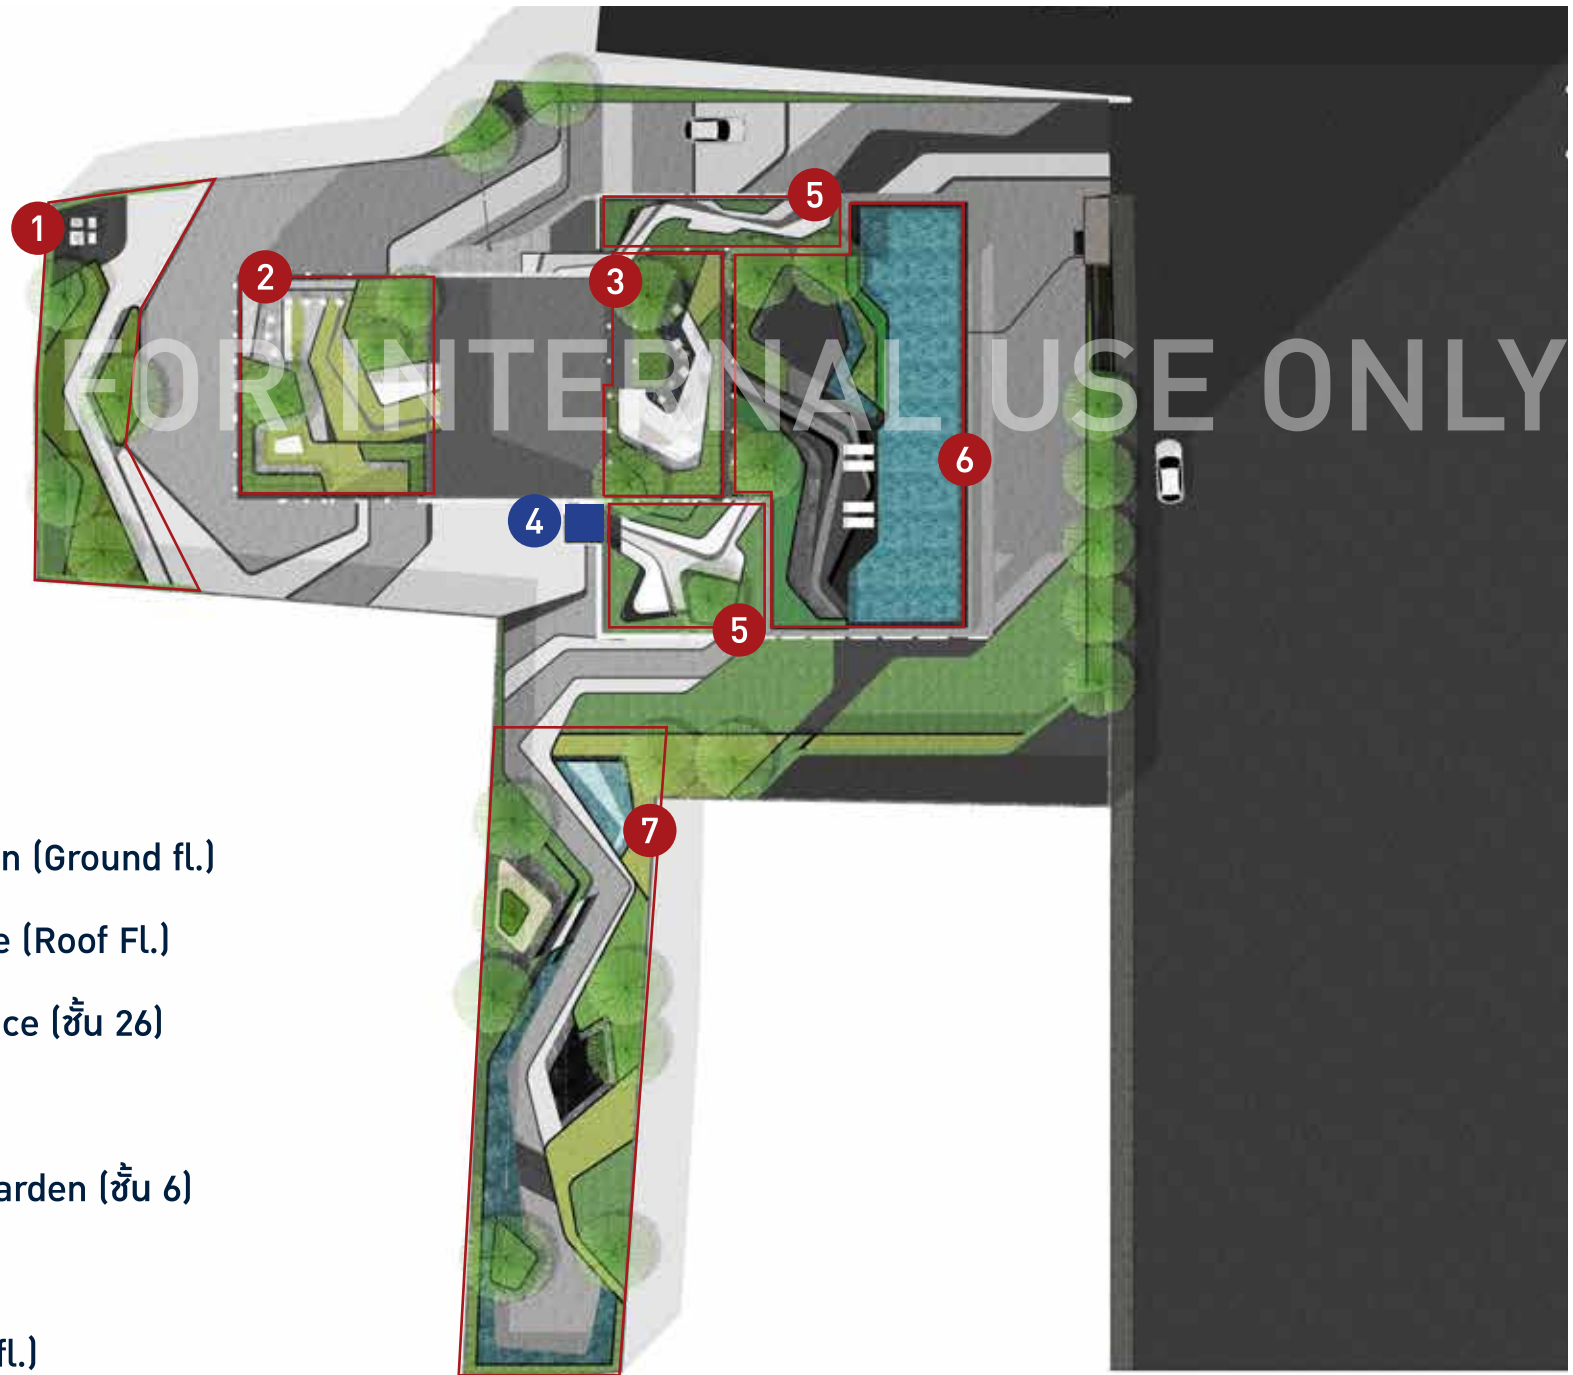 1
5
2
3
FOR INTERNAL USE ONLY
6
4
5
7
n (Ground fl.)
e (Roof Fl.)
ce (ชั้น 26)
arden (ชั้น 6)
fl.)